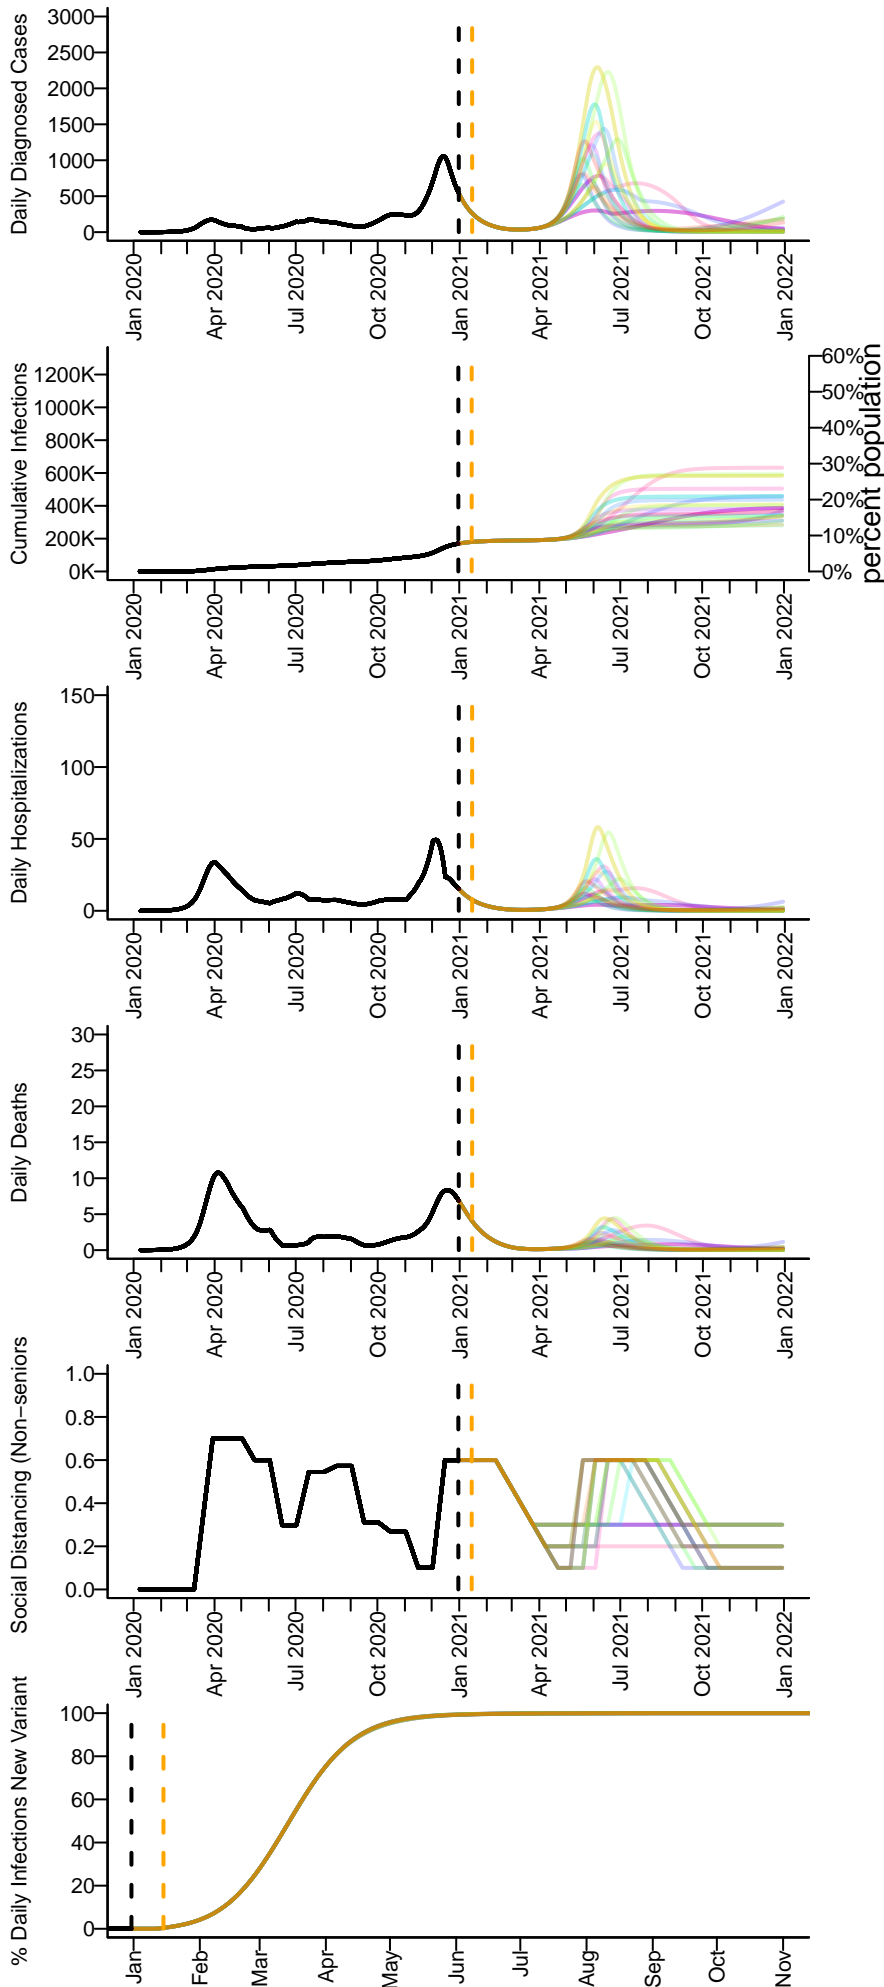 Daily Diagnosed Cases
3000
2500
2000
1500
1000
500
0
Jan 2020
Apr 2020
Jul 2020
Oct 2020
Jan 2021
Apr 2021
Jul 2021
Oct 2021
Jan 2022
Cumulative Infections
1200K
1000K
800K
600K
400K
200K
0K
60%
50%
40%
30%
20%
10%
0%
percent population
Jan 2020
Apr 2020
Jul 2020
Oct 2020
Jan 2021
Apr 2021
Jul 2021
Oct 2021
Jan 2022
Daily Hospitalizations
150
100
50
0
Jan 2020
Apr 2020
Jul 2020
Oct 2020
Jan 2021
Apr 2021
Jul 2021
Oct 2021
Jan 2022
Daily Deaths
30
25
20
15
10
5
0
Jan 2020
Apr 2020
Jul 2020
Oct 2020
Jan 2021
Apr 2021
Jul 2021
Oct 2021
Jan 2022
Social Distancing (Non−seniors
1.0
0.8
0.6
0.4
0.2
0.0
Jan 2020
Apr 2020
Jul 2020
Oct 2020
Jan 2021
Apr 2021
Jul 2021
Oct 2021
Jan 2022
% Daily Infections New Variant
100
80
60
40
20
0
Jan
Feb
Mar
Apr
May
Jun
Jul
Aug
Sep
Oct
Nov